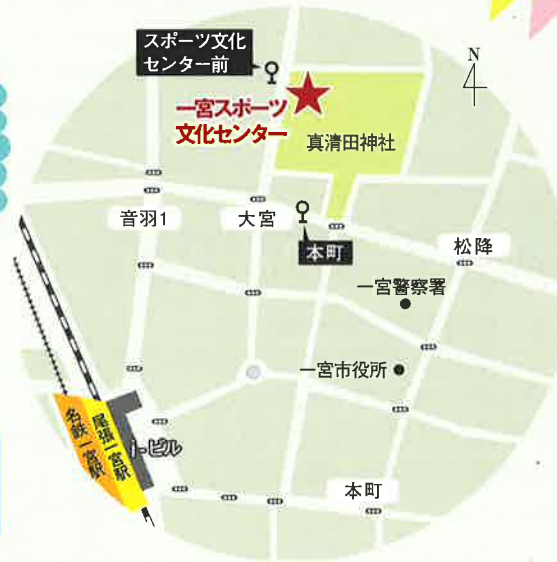 スポーツ文化
センター前
N
一宮スポーツ
文化センター
真清田神社
音羽1
大宮
本町
松降
一宮警察署
一宮市役所
尾張一宮駅
名鉄一宮駅
i-ビル
本町